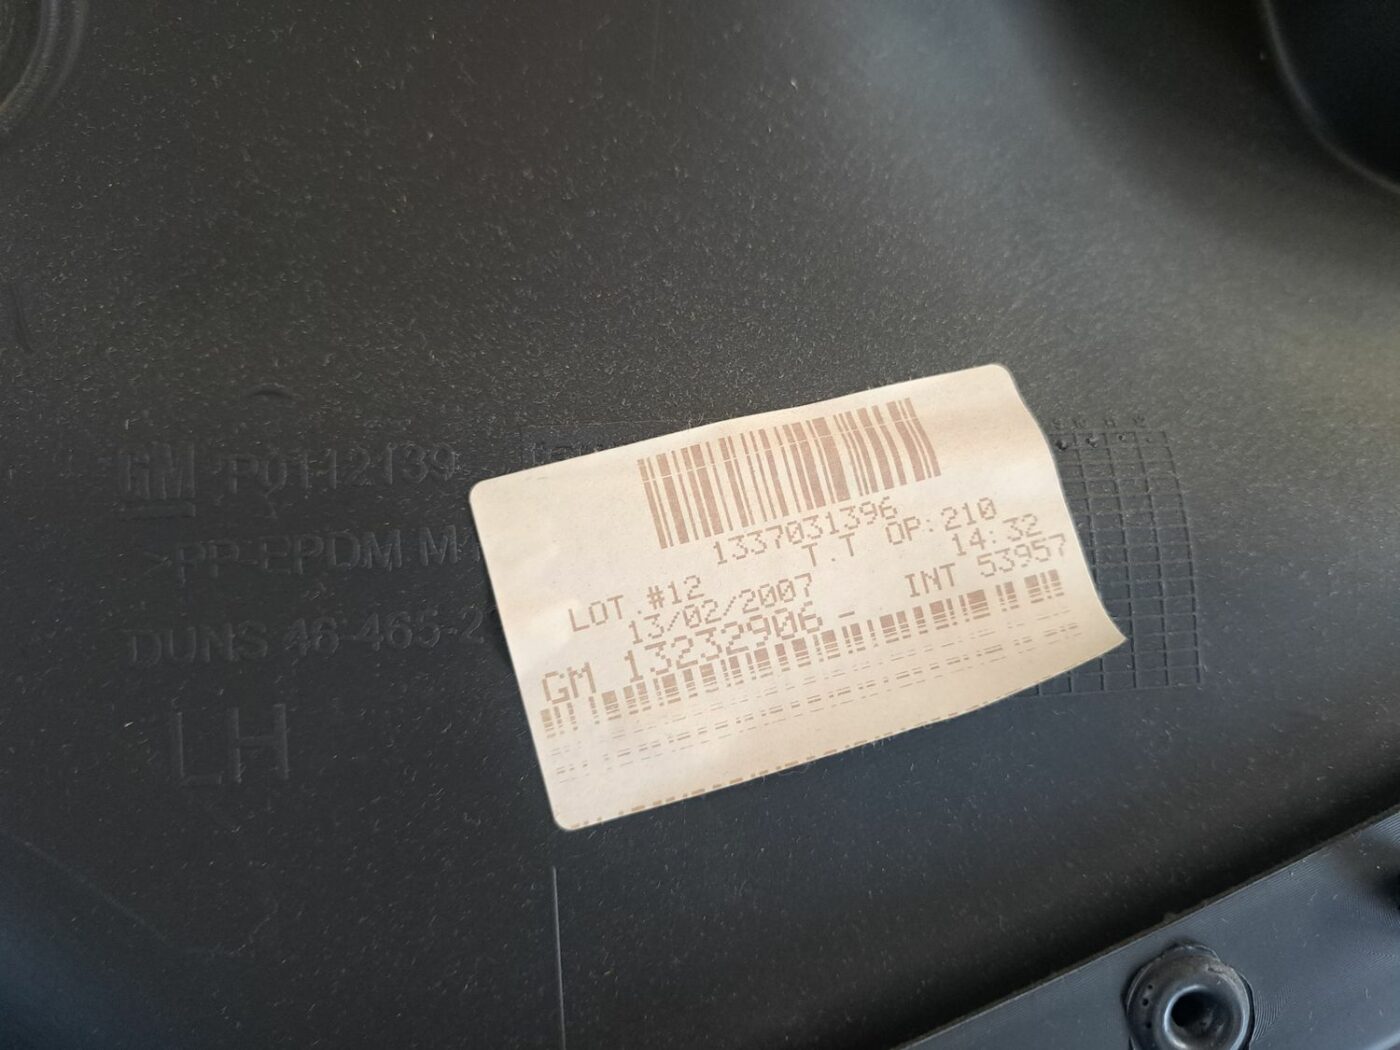 GM P0112139
>PP-EPDM M
DUNS 46-465-2
LH
1337031396
T.T OP:210
LOT.#12 14:32
13/02/2007 INT 53957
GM 13232906 -